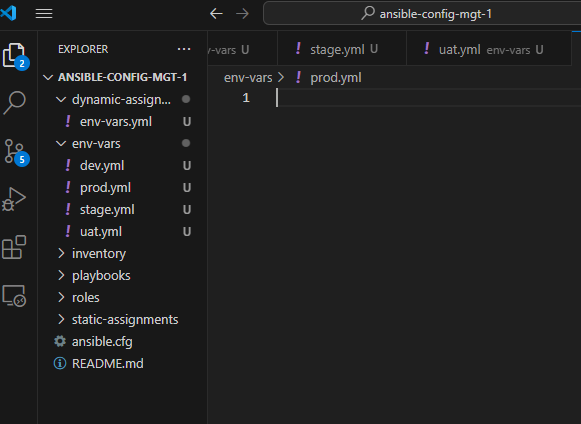 ansible-config-mgt-1
EXPLORER ...
-vars U ! stage.yml U ! uat.yml env-vars U
env-vars > ! prod.yml
1
2
5
ANSIBLE-CONFIG-MGT-1
dynamic-assign...
! env-vars.yml U
env-vars
! dev.yml U
! prod.yml U
! stage.yml U
! uat.yml U
inventory
playbooks
roles
static-assignments
ansible.cfg
README.md